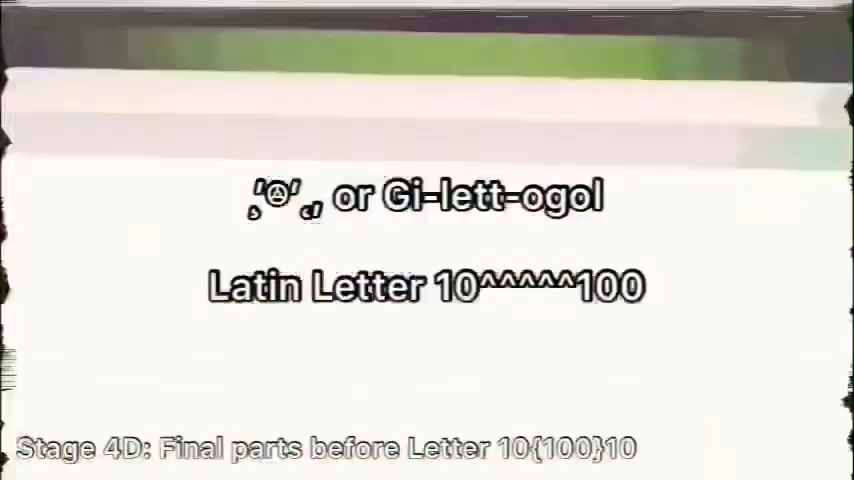 or Gi-lett-ogol
Latin Letter 10^^^^^100
Stage 4D: Final parts before Letter 10{100}10